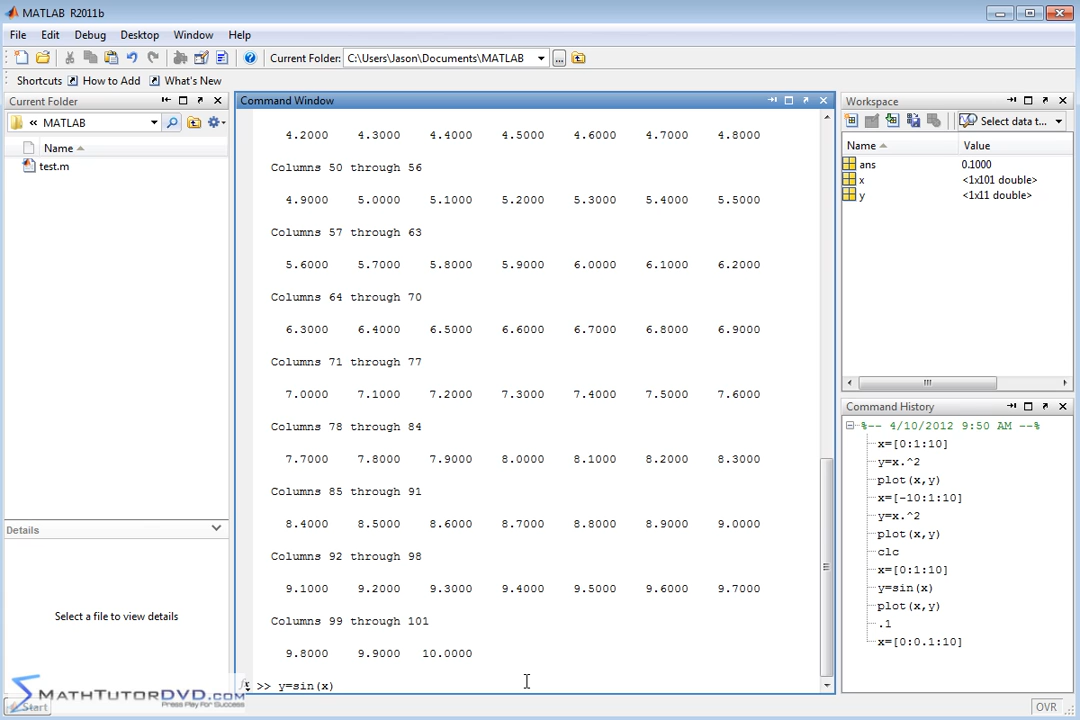 MATLAB R2011b
File Edit Debug Desktop Window Help
Current Folder: C:\Users\Jason\Documents\MATLAB ...
Shortcuts How to Add What's New
Current Folder
« MATLAB
Name
test.m
Details
Select a file to view details
Command Window
4.2000 4.3000 4.4000 4.5000 4.6000 4.7000 4.8000
Columns 50 through 56
4.9000 5.0000 5.1000 5.2000 5.3000 5.4000 5.5000
Columns 57 through 63
5.6000 5.7000 5.8000 5.9000 6.0000 6.1000 6.2000
Columns 64 through 70
6.3000 6.4000 6.5000 6.6000 6.7000 6.8000 6.9000
Columns 71 through 77
7.0000 7.1000 7.2000 7.3000 7.4000 7.5000 7.6000
Columns 78 through 84
7.7000 7.8000 7.9000 8.0000 8.1000 8.2000 8.3000
Columns 85 through 91
8.4000 8.5000 8.6000 8.7000 8.8000 8.9000 9.0000
Columns 92 through 98
9.1000 9.2000 9.3000 9.4000 9.5000 9.6000 9.7000
Columns 99 through 101
9.8000 9.9000 10.0000
>> y=sin(x)
Workspace
Select data t...
Name Value
ans 0.1000
x <1x101 double>
y <1x11 double>
Command History
%-- 4/10/2012 9:50 AM --%
x=[0:1:10]
y=x.^2
plot(x,y)
x=[-10:1:10]
y=x.^2
plot(x,y)
clc
x=[0:1:10]
y=sin(x)
plot(x,y)
.1
x=[0:0.1:10]
MATHTUTORDVD.COM
Press Play For Success
Start
OVR